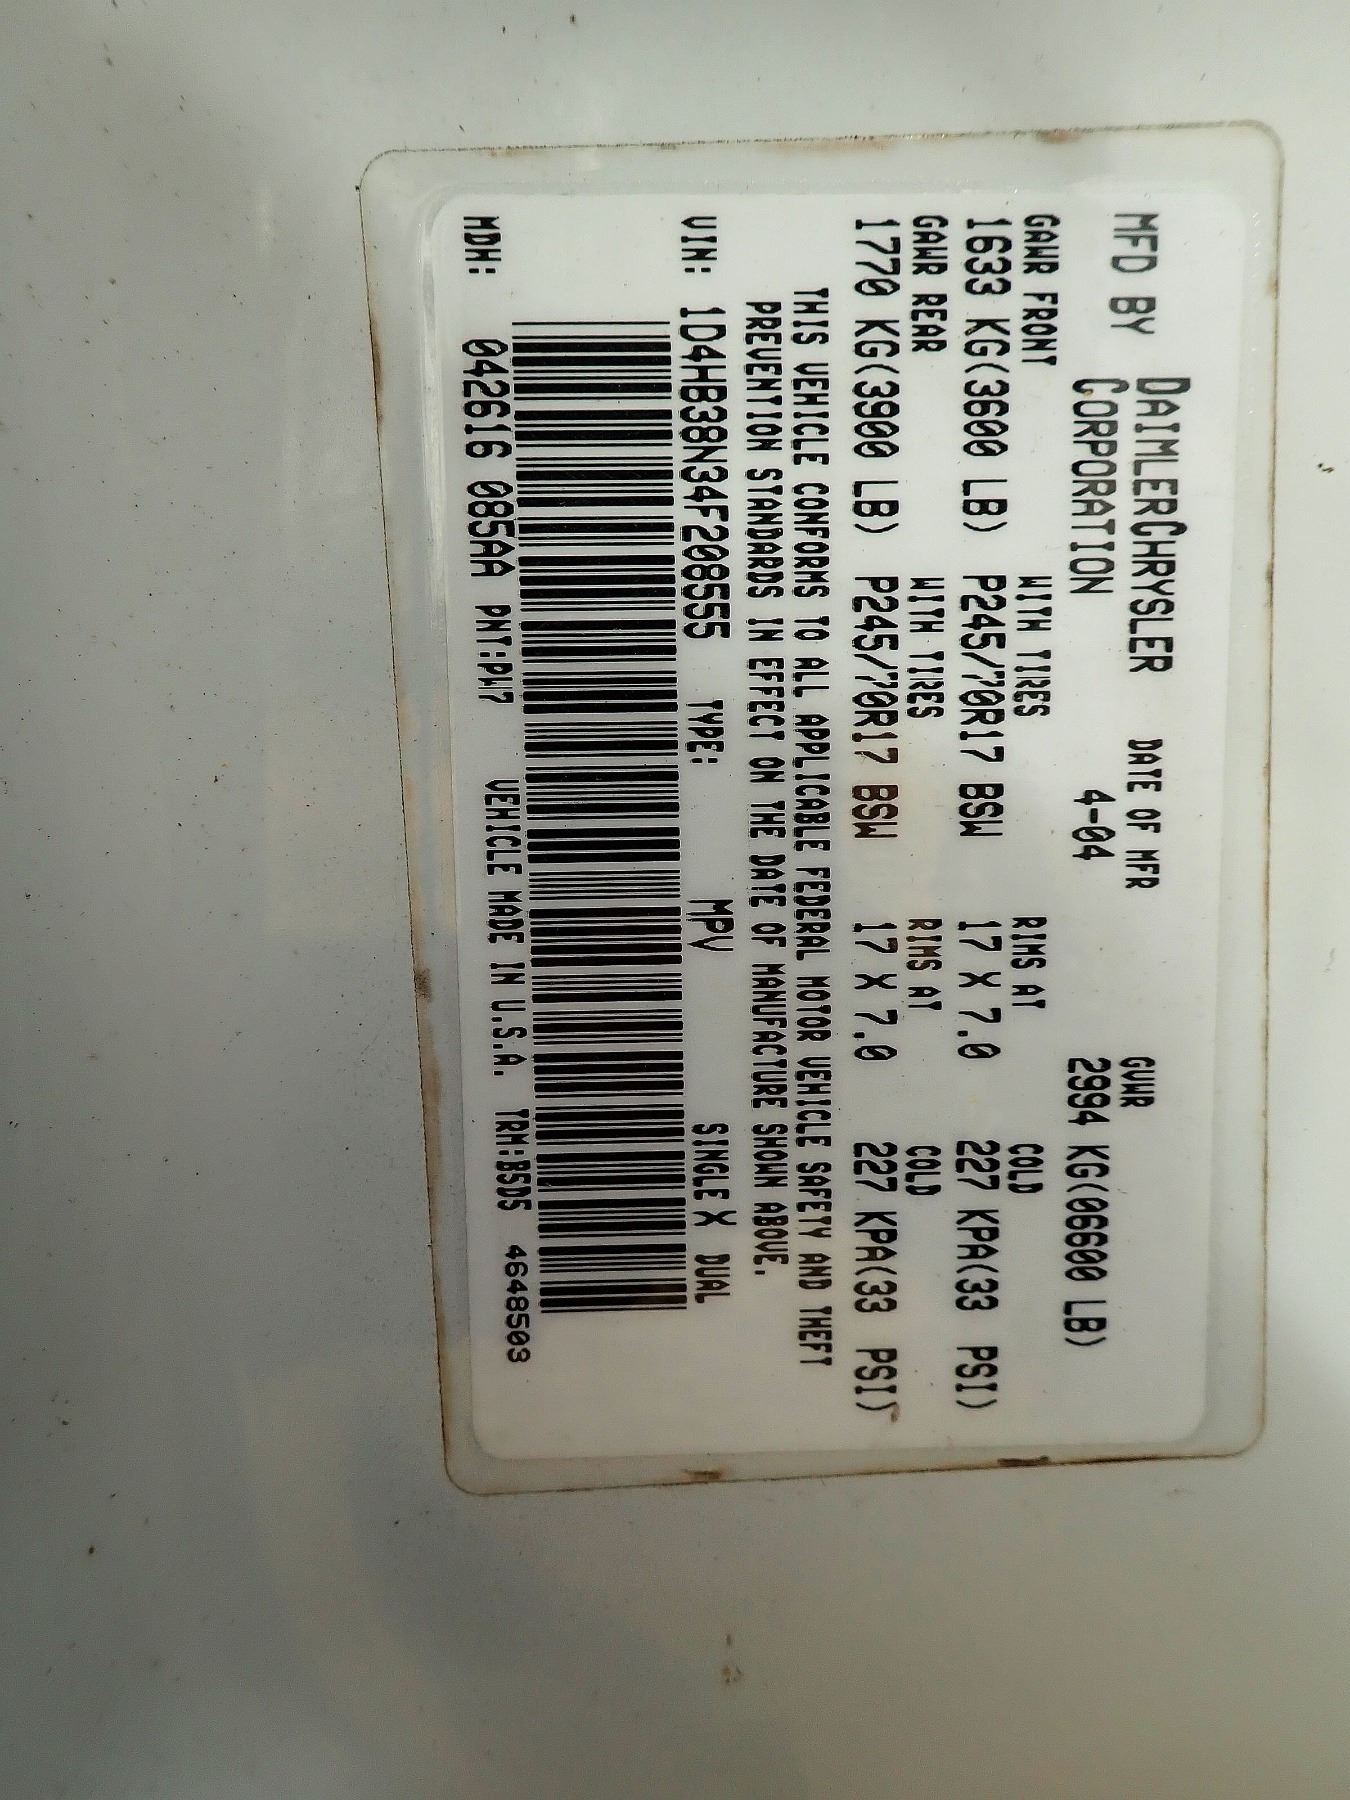 MFD BY DAIMLERCHRYSLER CORPORATION DATE OF MFR 4-04 GVWR 2994 KG(06600 LB)
GAWR FRONT WITH TIRES RIMS AT COLD
1633 KG(3600 LB) P245/70R17 BSW 17 X 7.0 227 KPA(33 PSI)
GAWR REAR WITH TIRES RIMS AT COLD
1770 KG(3900 LB) P245/70R17 BSW 17 X 7.0 227 KPA(33 PSI)
THIS VEHICLE CONFORMS TO ALL APPLICABLE FEDERAL MOTOR VEHICLE SAFETY AND THEFT
PREVENTION STANDARDS IN EFFECT ON THE DATE OF MANUFACTURE SHOWN ABOVE.
VIN: 1D4HB38N34F208555 TYPE: MPV SINGLE X DUAL
MDH: 042616 085AA PNT:PW7 VEHICLE MADE IN U.S.A. TRM:B5D5 4648503